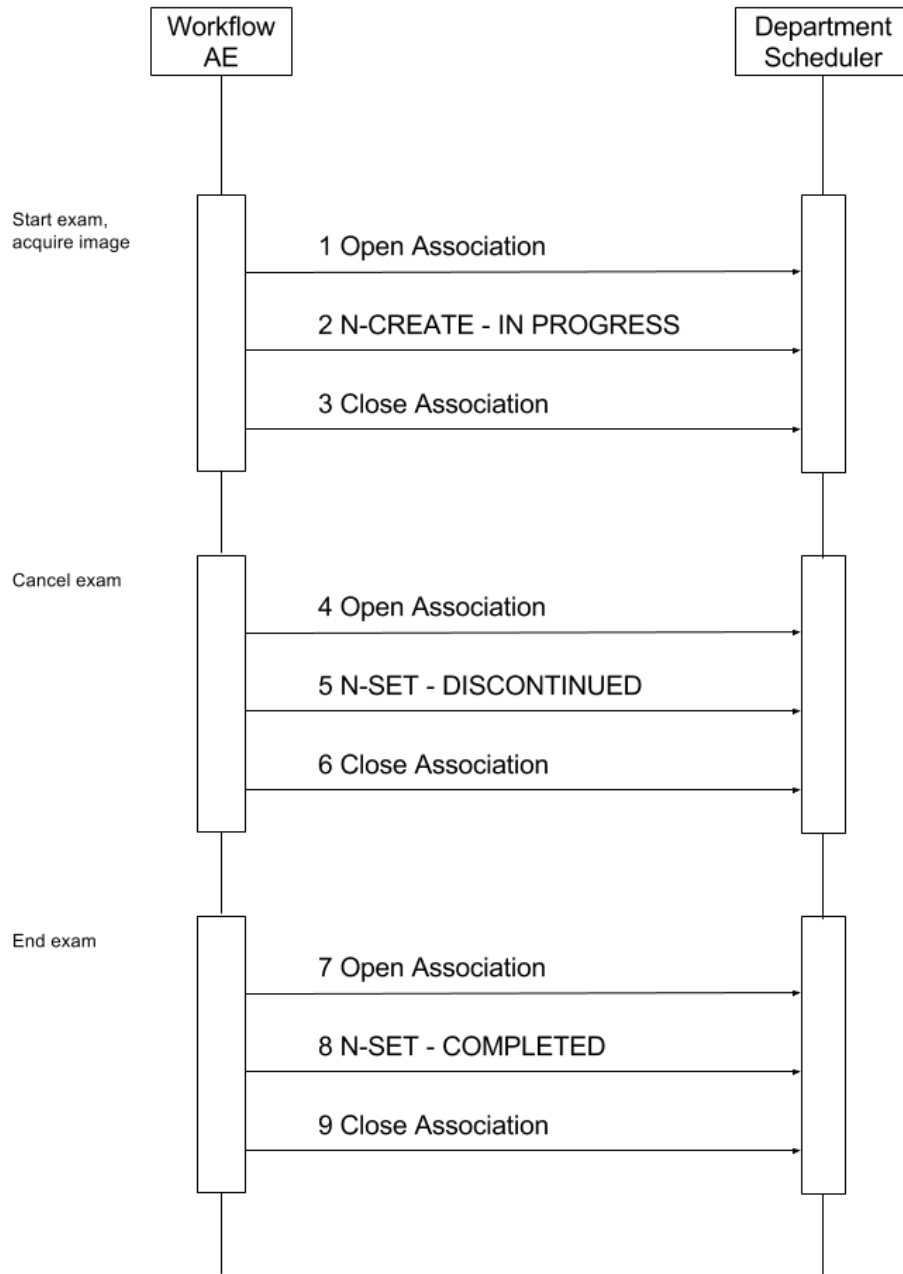 Workflow
AE
Department
Scheduler
Start exam,
acquire image
1 Open Association
2 N-CREATE - IN PROGRESS
3 Close Association
Cancel exam
4 Open Association
5 N-SET - DISCONTINUED
6 Close Association
End exam
7 Open Association
8 N-SET - COMPLETED
9 Close Association